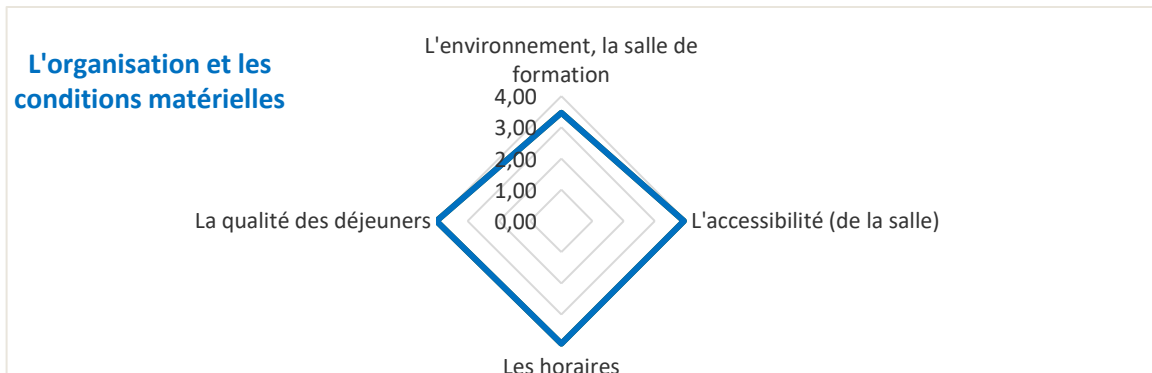 L'organisation et les
conditions matérielles
L'environnement, la salle de
formation
4,00
3,00
2,00
1,00
0,00
La qualité des déjeuners
L'accessibilité (de la salle)
Les horaires